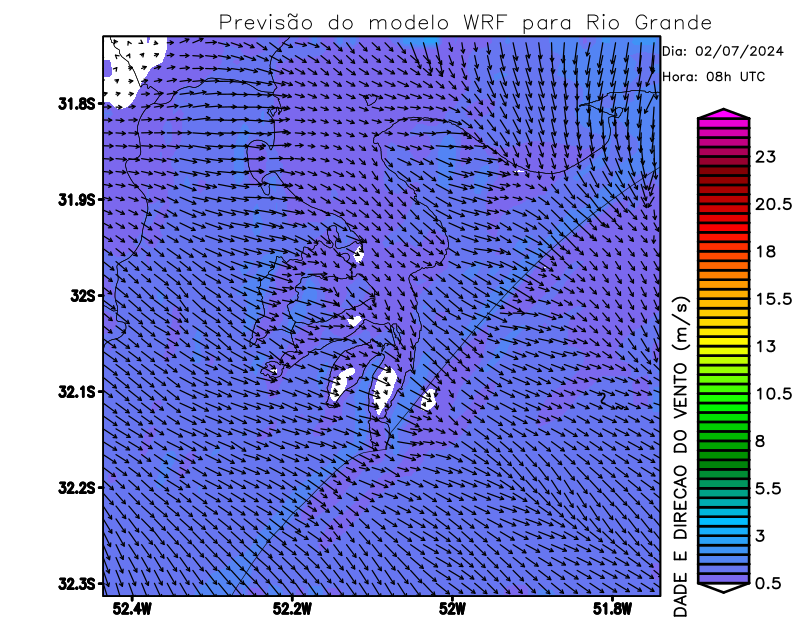 Previsão do modelo WRF para Rio Grande
Dia: 02/07/2024
Hora: 08h UTC
31.8S
31.9S
32S
32.1S
32.2S
32.3S
52.4W
52.2W
52W
51.8W
DADE E DIRECAO DO VENTO (m/s)
23
20.5
18
15.5
13
10.5
8
5.5
3
0.5